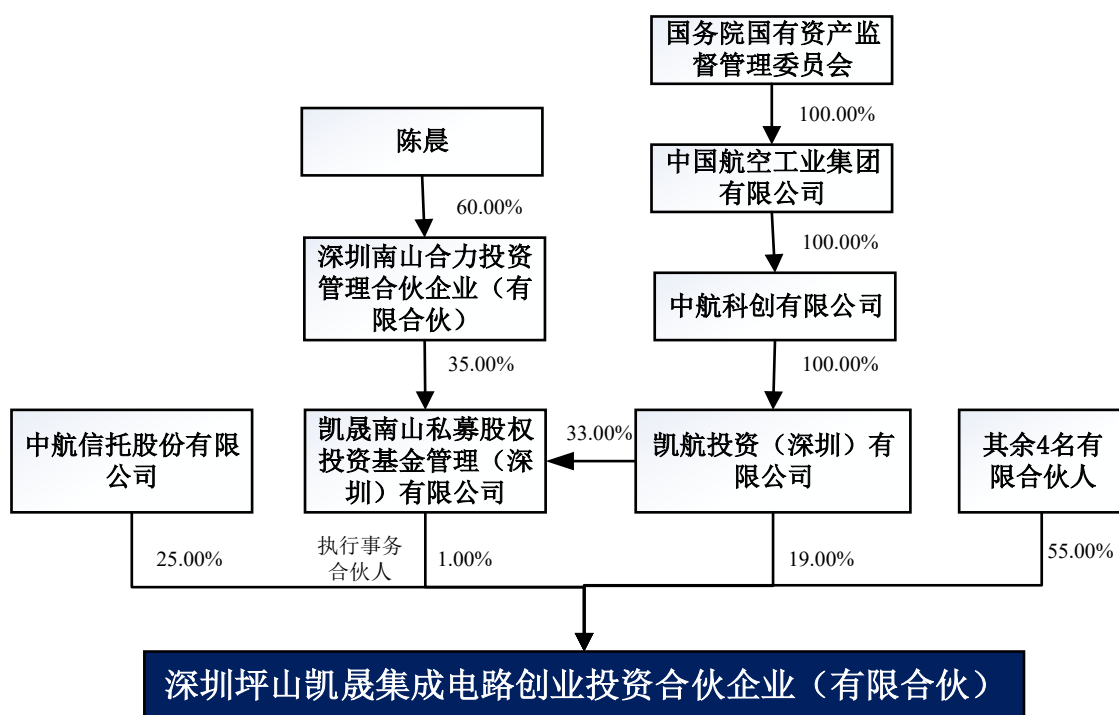 国务院国有资产监
督管理委员会
100.00%
陈晨
中国航空工业集团
有限公司
60.00%
100.00%
深圳南山合力投资
管理合伙企业（有
限合伙）
中航科创有限公司
35.00%
100.00%
中航信托股份有限
公司
凯晟南山私募股权
投资基金管理（深
圳）有限公司
33.00%
凯航投资（深圳）有
限公司
其余4名有
限合伙人
25.00%
执行事务
合伙人
1.00%
19.00%
55.00%
深圳坪山凯晟集成电路创业投资合伙企业（有限合伙）